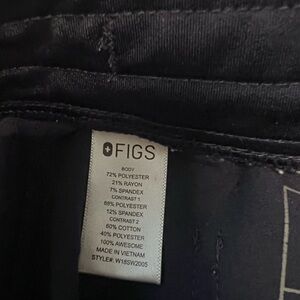 FIGS
BODY
72% POLYESTER
21% RAYON
7% SPANDEX
CONTRAST 1
88% POLYESTER
12% SPANDEX
CONTRAST 2
60% COTTON
40% POLYESTER
100% AWESOME
MADE IN VIETNAM
STYLE#: W18SW2005